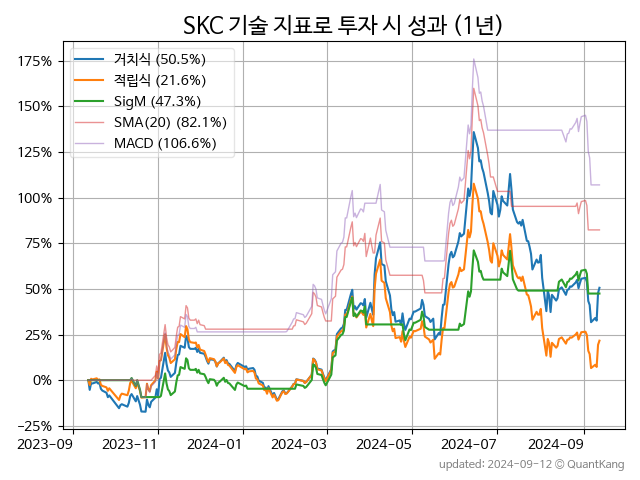 SKC 기술 지표로 투자 시 성과 (1년)
175%
150%
125%
100%
75%
50%
25%
0%
−25%
거치식 (50.5%)
적립식 (21.6%)
SigM (47.3%)
SMA(20) (82.1%)
MACD (106.6%)
2023-09 2023-11 2024-01 2024-03 2024-05 2024-07 2024-09
updated: 2024-09-12 ⓒ QuantKang